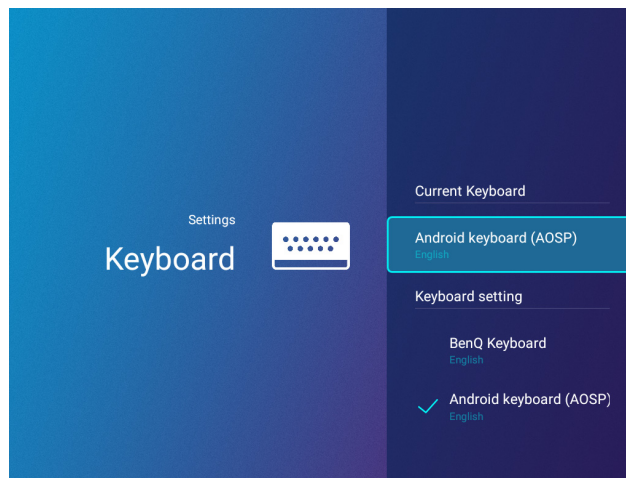 Settings
Keyboard
Current Keyboard
Android keyboard (AOSP)
English
Keyboard setting
BenQ Keyboard
English
Android keyboard (AOSP)
English